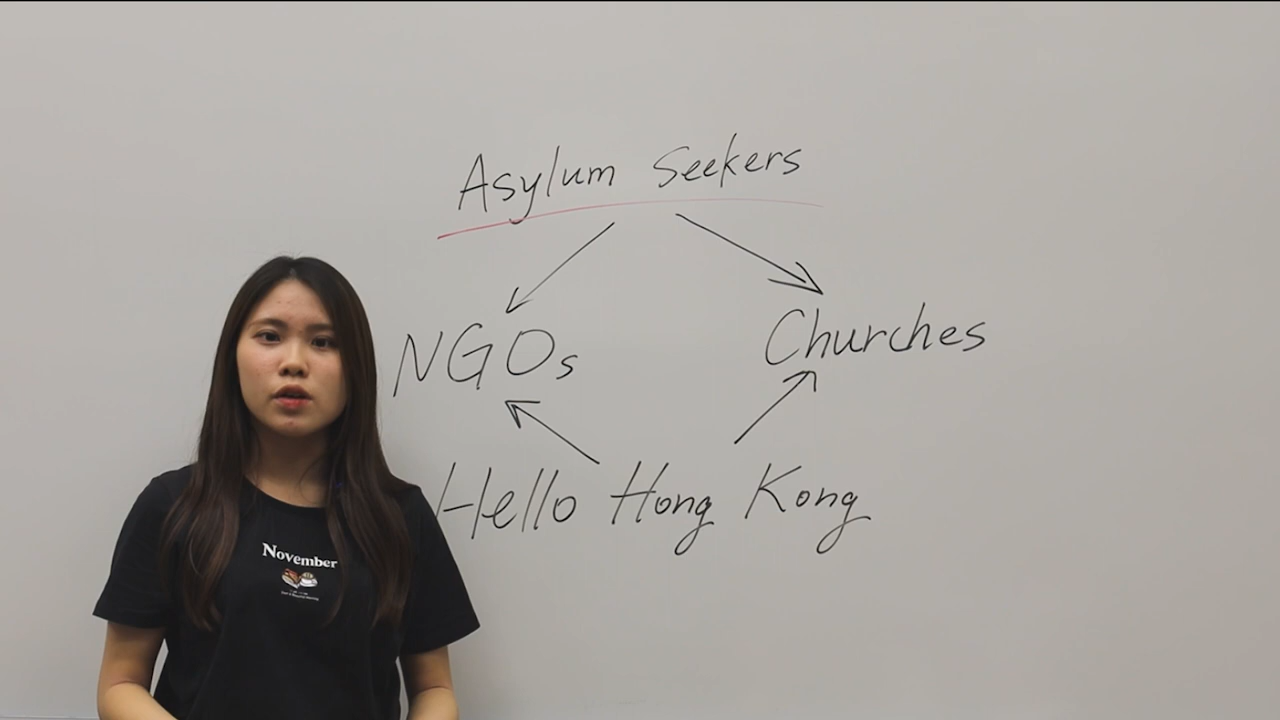 Asylum Seekers
NGOs
Churches
Hello Hong Kong
November